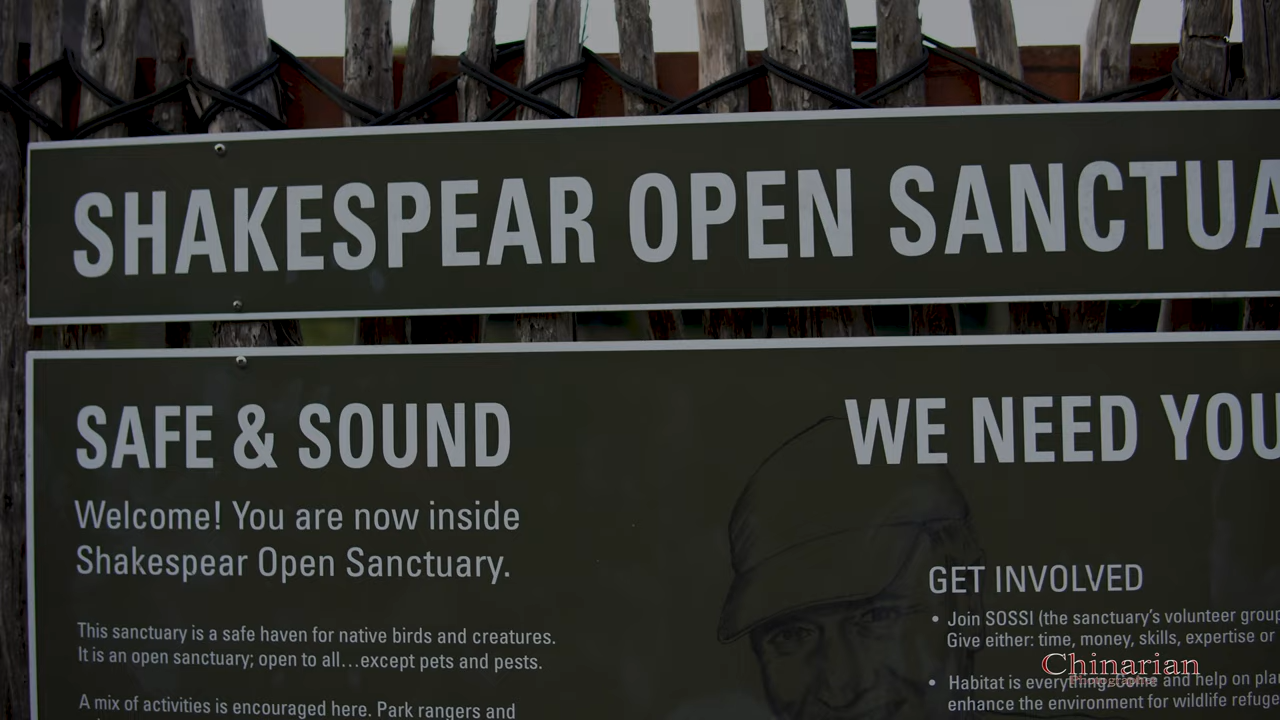 SHAKESPEAR OPEN SANCTUA
SAFE & SOUND
Welcome! You are now inside
Shakespear Open Sanctuary.
This sanctuary is a safe haven for native birds and creatures.
It is an open sanctuary; open to all...except pets and pests.
A mix of activities is encouraged here. Park rangers and
WE NEED YOU
GET INVOLVED
• Join SOSSI (the sanctuary's volunteer group
Give either: time, money, skills, expertise or
• Habitat is everything: come and help on plan
enhance the environment for wildlife refuge
Chinarian
Photographer